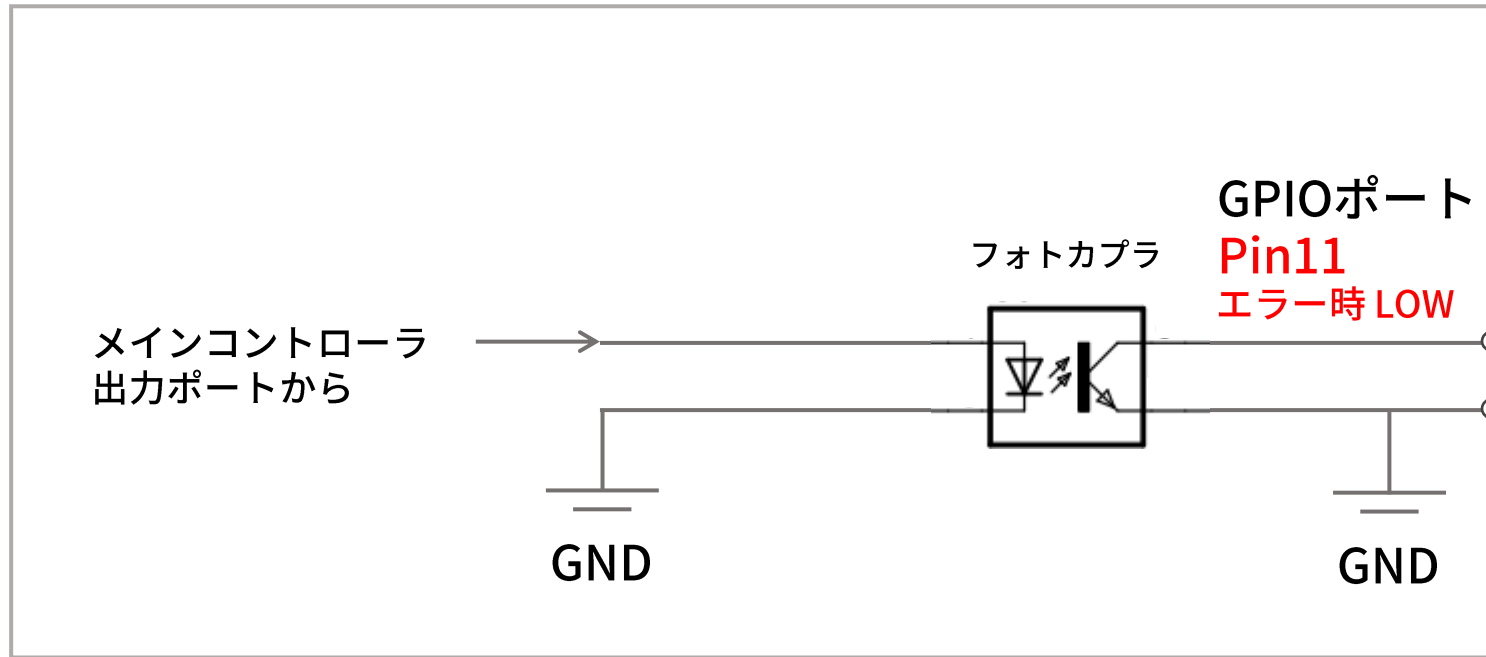 GPIOポート
Pin11
エラー時 LOW
フォトカプラ
メインコントローラ
出力ポートから
GND
GND